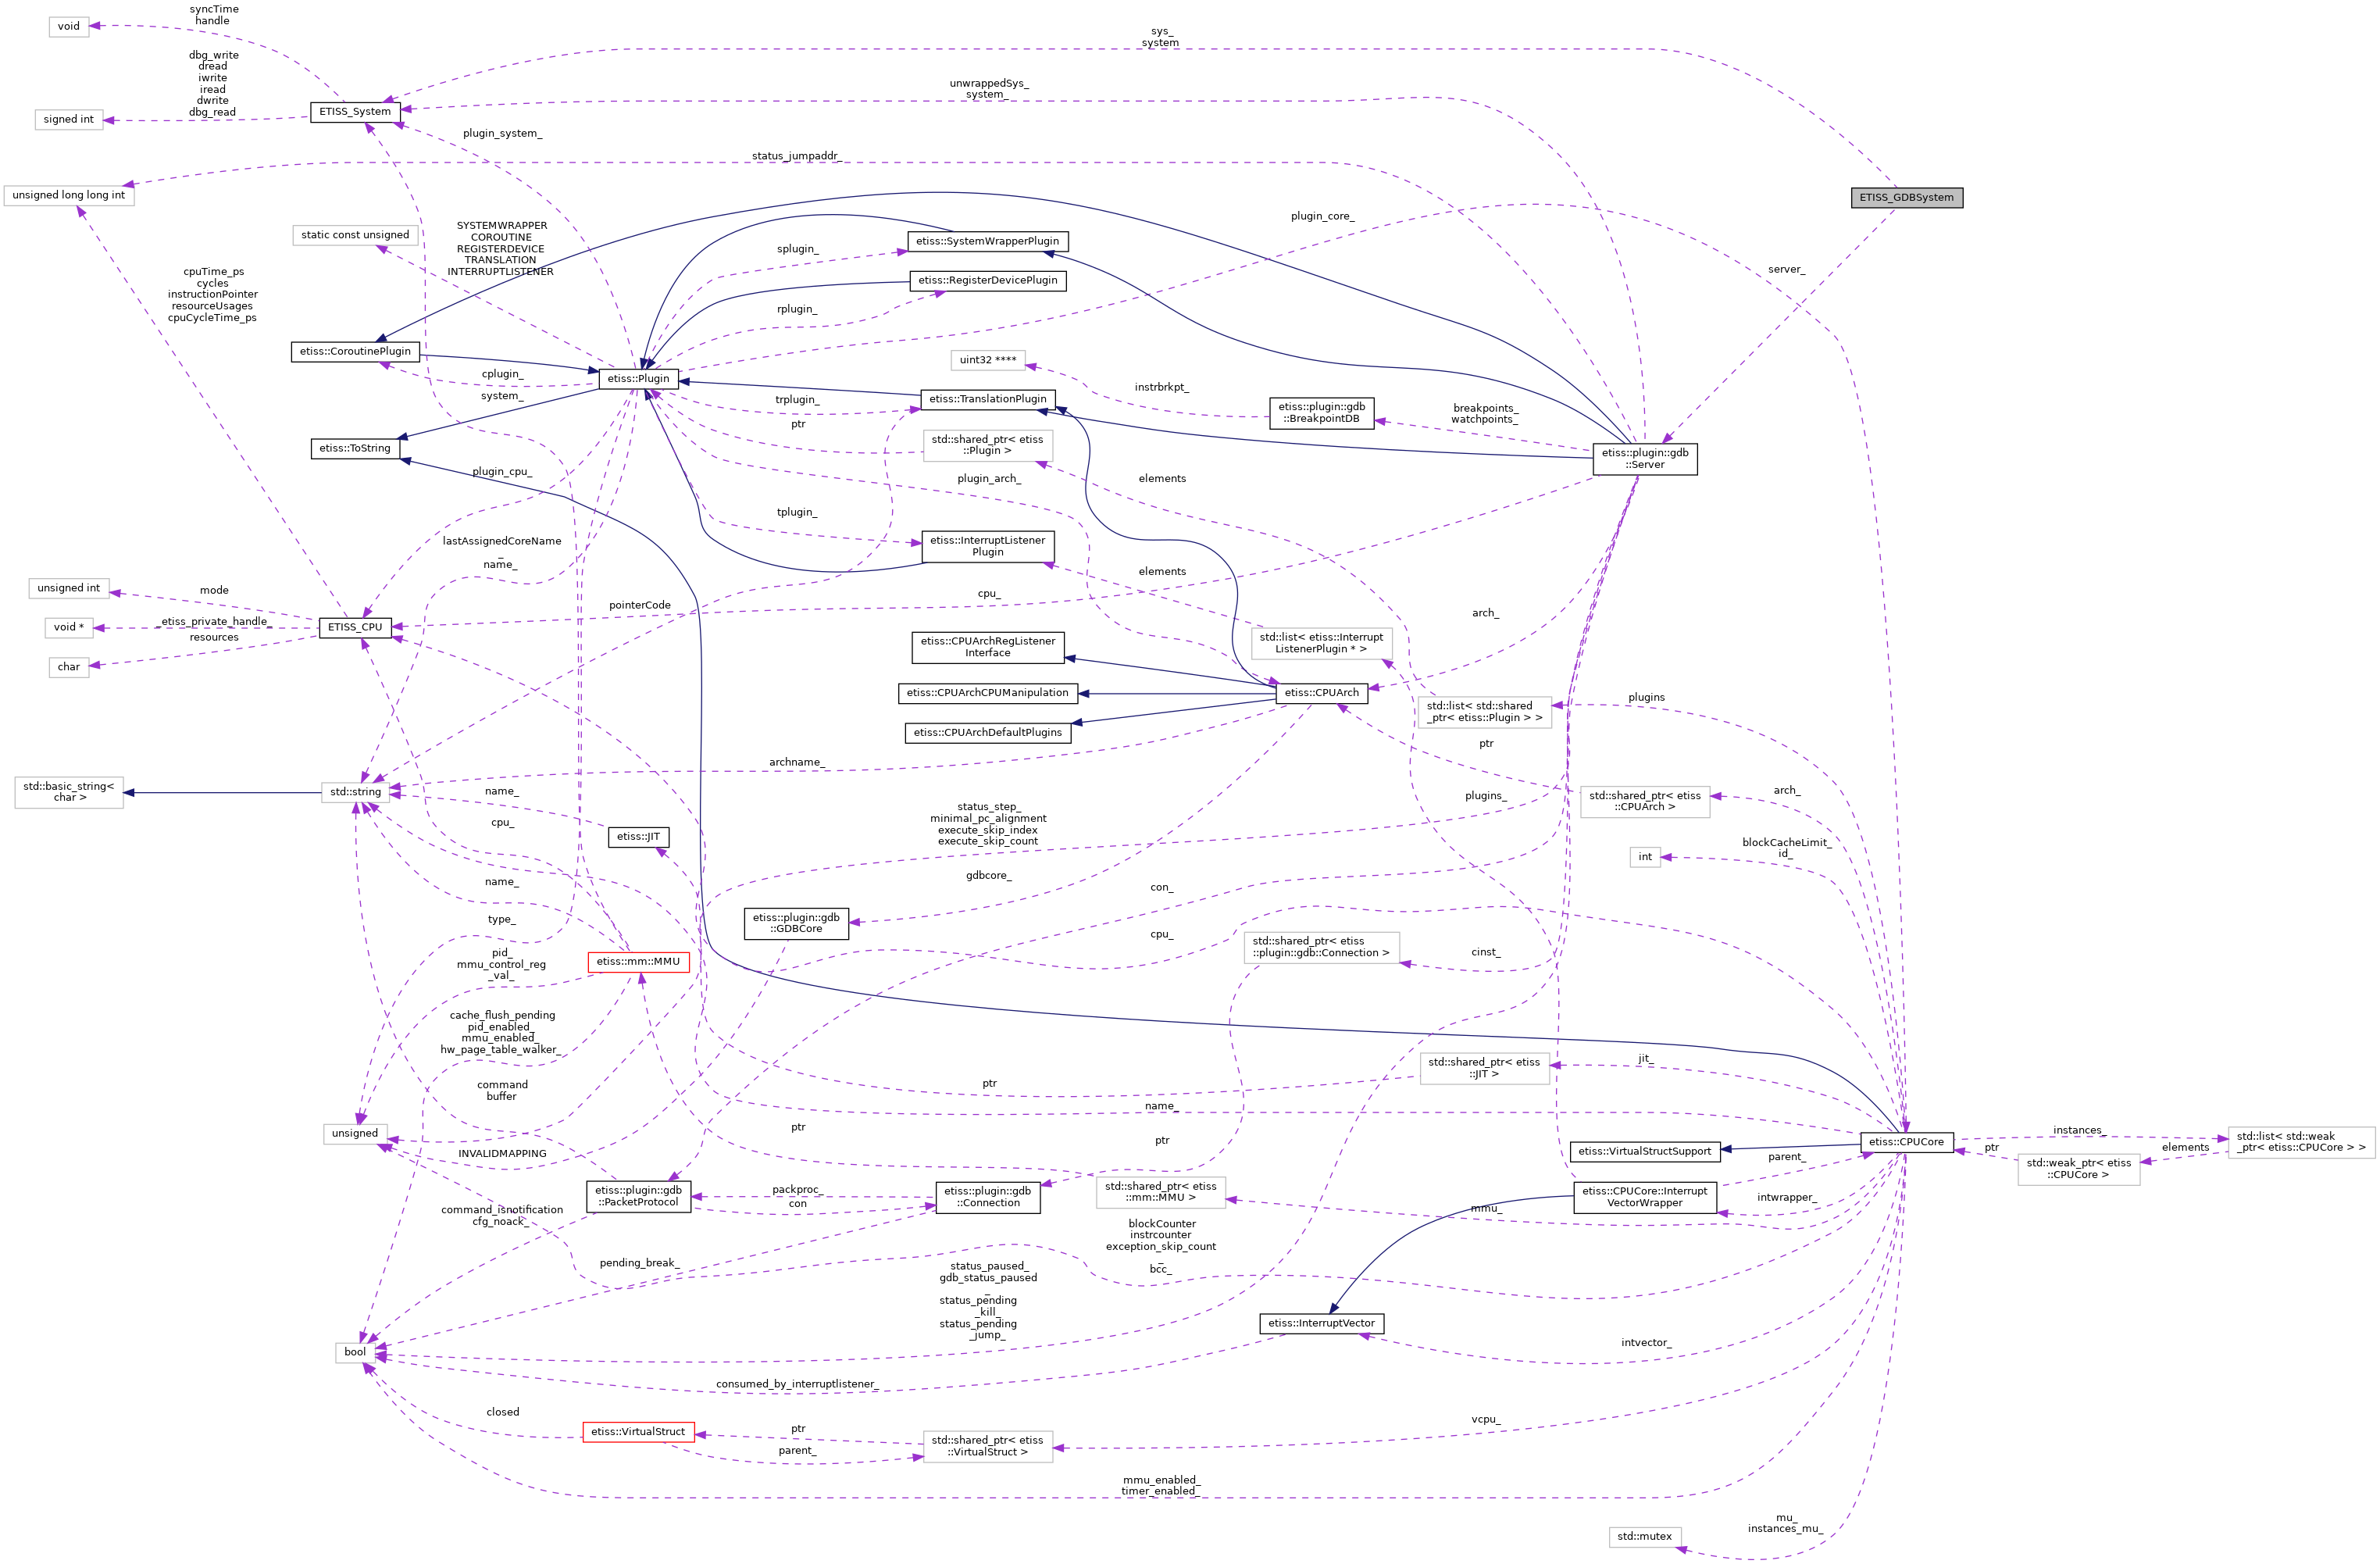 syncTime
handle
void
sys_
system
dbg_write
dread
iwrite
iread
dwrite
dbg_read
unwrappedSys_
system_
ETISS_System
signed int
plugin_system_
status_jumpaddr_
unsigned long long int
ETISS_GDBSystem
plugin_core_
static const unsigned
SYSTEMWRAPPER
COROUTINE
REGISTERDEVICE
TRANSLATION
INTERRUPTLISTENER
splugin_
etiss::SystemWrapperPlugin
server_
cpuTime_ps
cycles
instructionPointer
resourceUsages
cpuCycleTime_ps
etiss::RegisterDevicePlugin
rplugin_
etiss::CoroutinePlugin
uint32 ****
cplugin_
etiss::Plugin
instrbrkpt_
system_
trplugin_
etiss::TranslationPlugin
etiss::plugin::gdb
::BreakpointDB
breakpoints_
watchpoints_
ptr
etiss::ToString
std::shared_ptr< etiss
::Plugin >
etiss::plugin::gdb
::Server
plugin_cpu_
plugin_arch_
elements
tplugin_
lastAssignedCoreName
_
name_
etiss::InterruptListener
Plugin
elements
unsigned int
mode
cpu_
pointerCode
arch_
void *
_etiss_private_handle_
ETISS_CPU
resources
char
etiss::CPUArchRegListener
Interface
std::list< etiss::Interrupt
ListenerPlugin * >
etiss::CPUArchCPUManipulation
etiss::CPUArch
std::list< std::shared
_ptr< etiss::Plugin > >
plugins
etiss::CPUArchDefaultPlugins
ptr
archname_
std::basic_string<
char >
std::string
name_
plugins_
std::shared_ptr< etiss
::CPUArch >
arch_
cpu_
etiss::JIT
status_step_
minimal_pc_alignment
execute_skip_index
execute_skip_count
int
blockCacheLimit_
id_
name_
gdbcore_
con_
type_
etiss::plugin::gdb
::GDBCore
cpu_
pid_
mmu_control_reg
_val_
etiss::mm::MMU
std::shared_ptr< etiss
::plugin::gdb::Connection >
cinst_
cache_flush_pending
pid_enabled_
mmu_enabled_
hw_page_table_walker_
std::shared_ptr< etiss
::JIT >
jit_
command
buffer
ptr
name_
unsigned
ptr
ptr
INVALIDMAPPING
etiss::VirtualStructSupport
etiss::CPUCore
instances_
std::list< std::weak
_ptr< etiss::CPUCore > >
ptr
elements
std::weak_ptr< etiss
::CPUCore >
parent_
etiss::plugin::gdb
::PacketProtocol
packproc_
con
etiss::plugin::gdb
::Connection
std::shared_ptr< etiss
::mm::MMU >
mmu_
etiss::CPUCore::Interrupt
VectorWrapper
intwrapper_
command_isnotification
cfg_noack_
blockCounter
instrcounter
exception_skip_count
_
bcc_
pending_break_
status_paused_
gdb_status_paused
_
status_pending
_kill_
status_pending
_jump_
etiss::InterruptVector
intvector_
bool
consumed_by_interruptlistener_
closed
etiss::VirtualStruct
ptr
parent_
std::shared_ptr< etiss
::VirtualStruct >
vcpu_
mmu_enabled_
timer_enabled_
std::mutex
mu_
instances_mu_